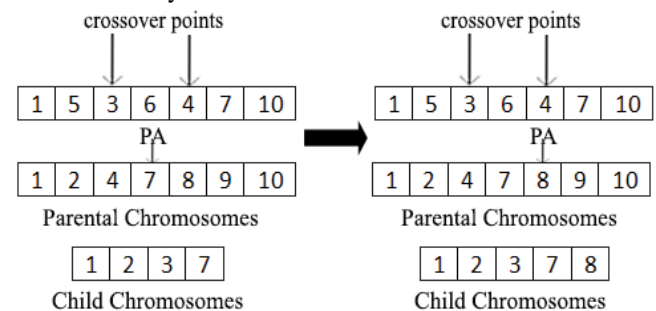 crossover points crossover points
1 5 3 6 4 7 10 1 5 3 6 4 7 10
PA PA
1 2 4 7 8 9 10 1 2 4 7 8 9 10
Parental Chromosomes Parental Chromosomes
1 2 3 7 1 2 3 7 8
Child Chromosomes Child Chromosomes